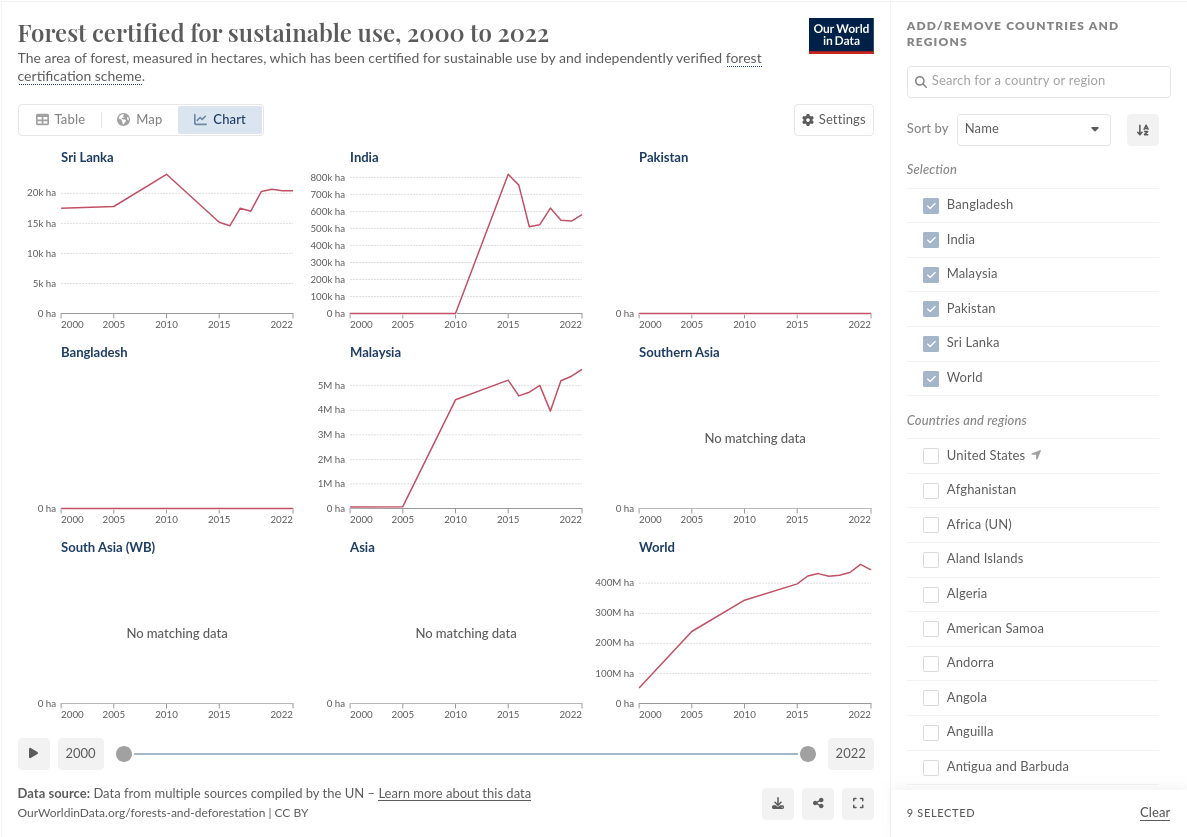 Forest certified for sustainable use, 2000 to 2022
The area of forest, measured in hectares, which has been certified for sustainable use by and independently verified forest
certification scheme.
Our World
in Data
Table
Map
Chart
Settings
Sri Lanka
20k ha
15k ha
10k ha
5k ha
0 ha
2000 2005 2010 2015 2022
India
800k ha
700k ha
600k ha
500k ha
400k ha
300k ha
200k ha
100k ha
0 ha
2000 2005 2010 2015 2022
Pakistan
0 ha
2000 2005 2010 2015 2022
Bangladesh
0 ha
2000 2005 2010 2015 2022
Malaysia
5M ha
4M ha
3M ha
2M ha
1M ha
0 ha
2000 2005 2010 2015 2022
Southern Asia
No matching data
0 ha
2000 2005 2010 2015 2022
South Asia (WB)
No matching data
0 ha
2000 2005 2010 2015 2022
Asia
No matching data
0 ha
2000 2005 2010 2015 2022
World
400M ha
300M ha
200M ha
100M ha
0 ha
2000 2005 2010 2015 2022
2000
2022
Data source: Data from multiple sources compiled by the UN – Learn more about this data
OurWorldinData.org/forests-and-deforestation | CC BY
ADD/REMOVE COUNTRIES AND
REGIONS
Search for a country or region
Sort by Name
Selection
Bangladesh
India
Malaysia
Pakistan
Sri Lanka
World
Countries and regions
United States
Afghanistan
Africa (UN)
Aland Islands
Algeria
American Samoa
Andorra
Angola
Anguilla
Antigua and Barbuda
9 SELECTED
Clear